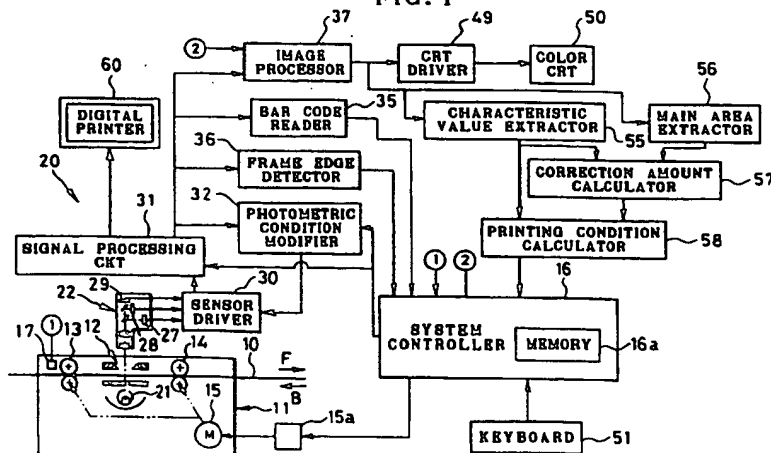 FIG. 1
37
49
50
2
IMAGE
PROCESSOR
CRT
DRIVER
COLOR
CRT
60
35
56
DIGITAL
PRINTER
BAR CODE
READER
CHARACTERISTIC
VALUE EXTRACTOR
55
MAIN AREA
EXTRACTOR
36
20
FRAME EDGE
DETECTOR
CORRECTION AMOUNT
CALCULATOR
57
31
32
SIGNAL PROCESSING
CKT
PHOTOMETRIC
CONDITION
MODIFIER
PRINTING CONDITION
CALCULATOR
58
29
30
1
2
16
22
SENSOR
DRIVER
27
28
SYSTEM
CONTROLLER
MEMORY
16a
1
17
13
12
14
10
F
B
21
15
11
M
15a
KEYBOARD
51